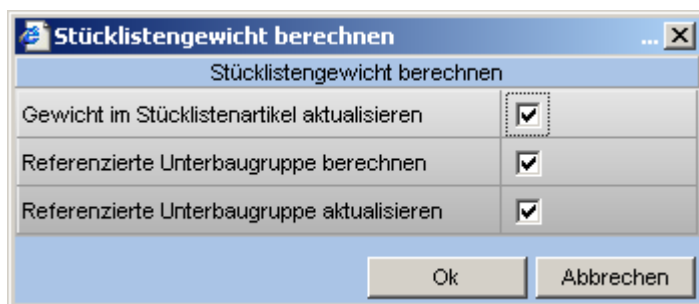 Stücklistengewicht berechnen ...
Stücklistengewicht berechnen
Gewicht im Stücklistenartikel aktualisieren
Referenzierte Unterbaugruppe berechnen
Referenzierte Unterbaugruppe aktualisieren
Ok Abbrechen